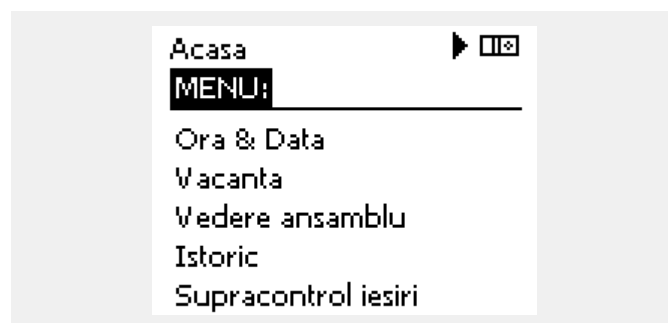 Acasa
MENU:
Ora & Data
Vacanta
Vedere ansamblu
Istoric
Supracontrol iesiri